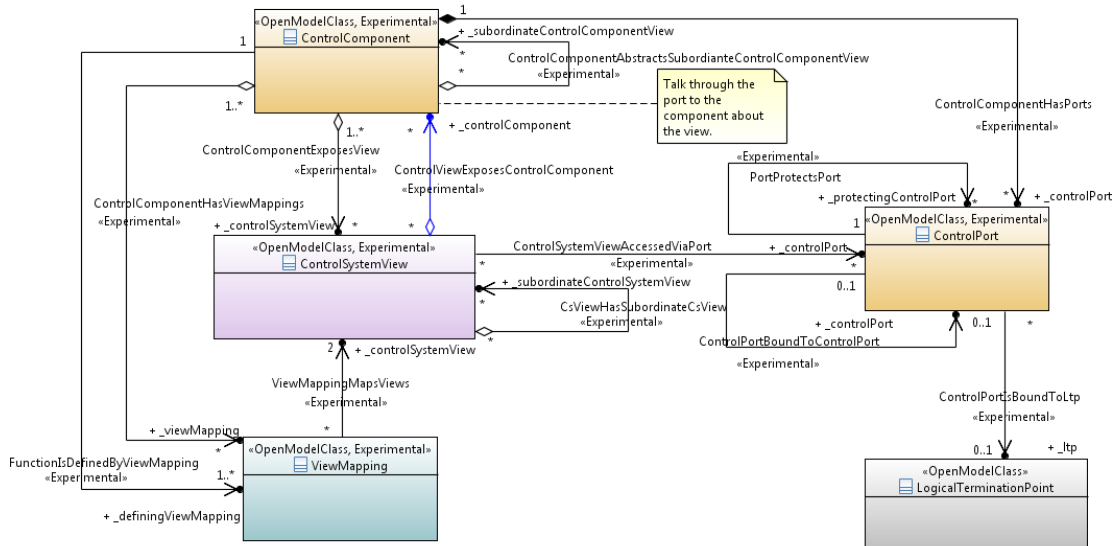 1
«OpenModelClass, Experimental»
ControlComponent
1
+ _subordinateControlComponentView
*
ControlComponentAbstractsSubordianteControlComponentView
*
«Experimental»
Talk through the
port to the
component about
the view.
1..*
1..*
*
+ _controlComponent
ControlComponentHasPorts
«Experimental»
ControlComponentExposesView
«Experimental»
ControlViewExposesControlComponent
«Experimental»
«Experimental»
PortProtectsPort
ControlComponentHasViewMappings
«Experimental»
+ _protectingControlPort
*
*
+ _controlPort
+ _controlSystemView
*
*
«OpenModelClass, Experimental»
ControlSystemView
1
«OpenModelClass, Experimental»
ControlPort
ControlSystemViewAccessedViaPort
+ _controlPort
*
«Experimental»
*
+ _subordinateControlSystemView
0..1
*
CsViewHasSubordinateCsView
«Experimental»
*
+ _controlPort
0..1
*
2
+ _controlSystemView
ControlPortBoundToControlPort
«Experimental»
ViewMappingMapsViews
«Experimental»
ControlPortIsBoundToLtp
«Experimental»
+ _viewMapping
*
*
«OpenModelClass, Experimental»
ViewMapping
0..1
+ _ltp
FunctionIsDefinedByViewMapping
«Experimental»
1..*
«OpenModelClass»
LogicalTerminationPoint
+ _definingViewMapping